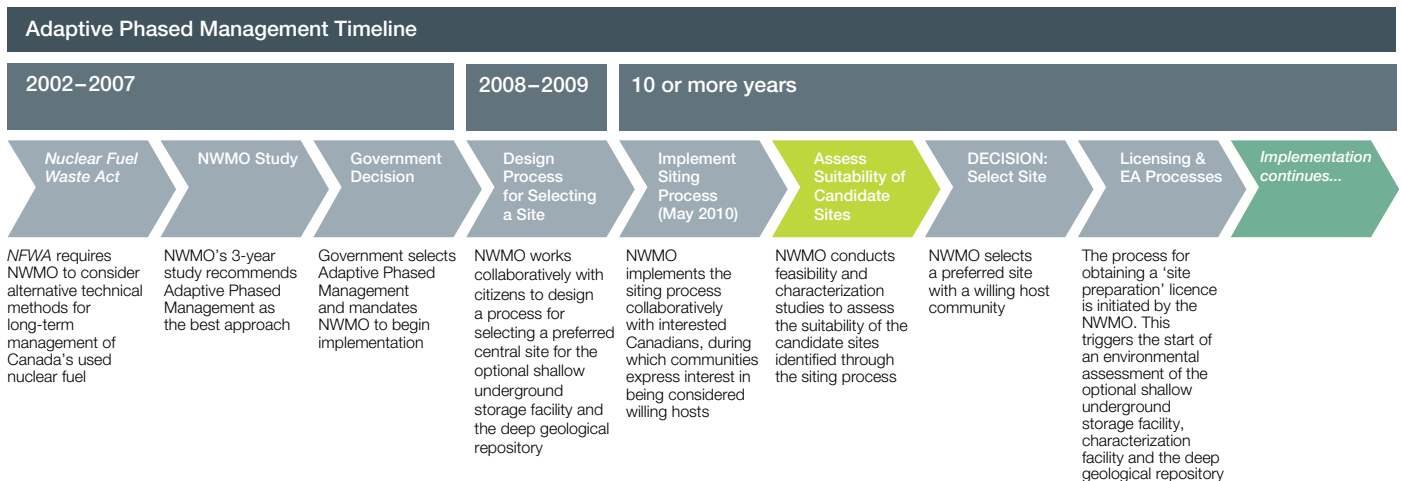 Adaptive Phased Management Timeline
2002–2007
2008–2009
10 or more years
Nuclear Fuel
Waste Act
NWMO Study
Government
Decision
Design
Process
for Selecting
a Site
Implement
Siting
Process
(May 2010)
Assess
Suitability of
Candidate
Sites
DECISION:
Select Site
Licensing &
EA Processes
Implementation
continues...
NFWA requires
NWMO to consider
alternative technical
methods for
long-term
management of
Canada's used
nuclear fuel
NWMO's 3-year
study recommends
Adaptive Phased
Management as
the best approach
Government selects
Adaptive Phased
Management
and mandates
NWMO to begin
implementation
NWMO works
collaboratively with
citizens to design
a process for
selecting a preferred
central site for the
optional shallow
underground
storage facility and
the deep geological
repository
NWMO
implements the
siting process
collaboratively
with interested
Canadians, during
which communities
express interest in
being considered
willing hosts
NWMO conducts
feasibility and
characterization
studies to assess
the suitability of the
candidate sites
identified through
the siting process
NWMO selects
a preferred site
with a willing host
community
The process for
obtaining a 'site
preparation' licence
is initiated by the
NWMO. This
triggers the start of
an environmental
assessment of the
optional shallow
underground
storage facility,
characterization
facility and the deep
geological repository